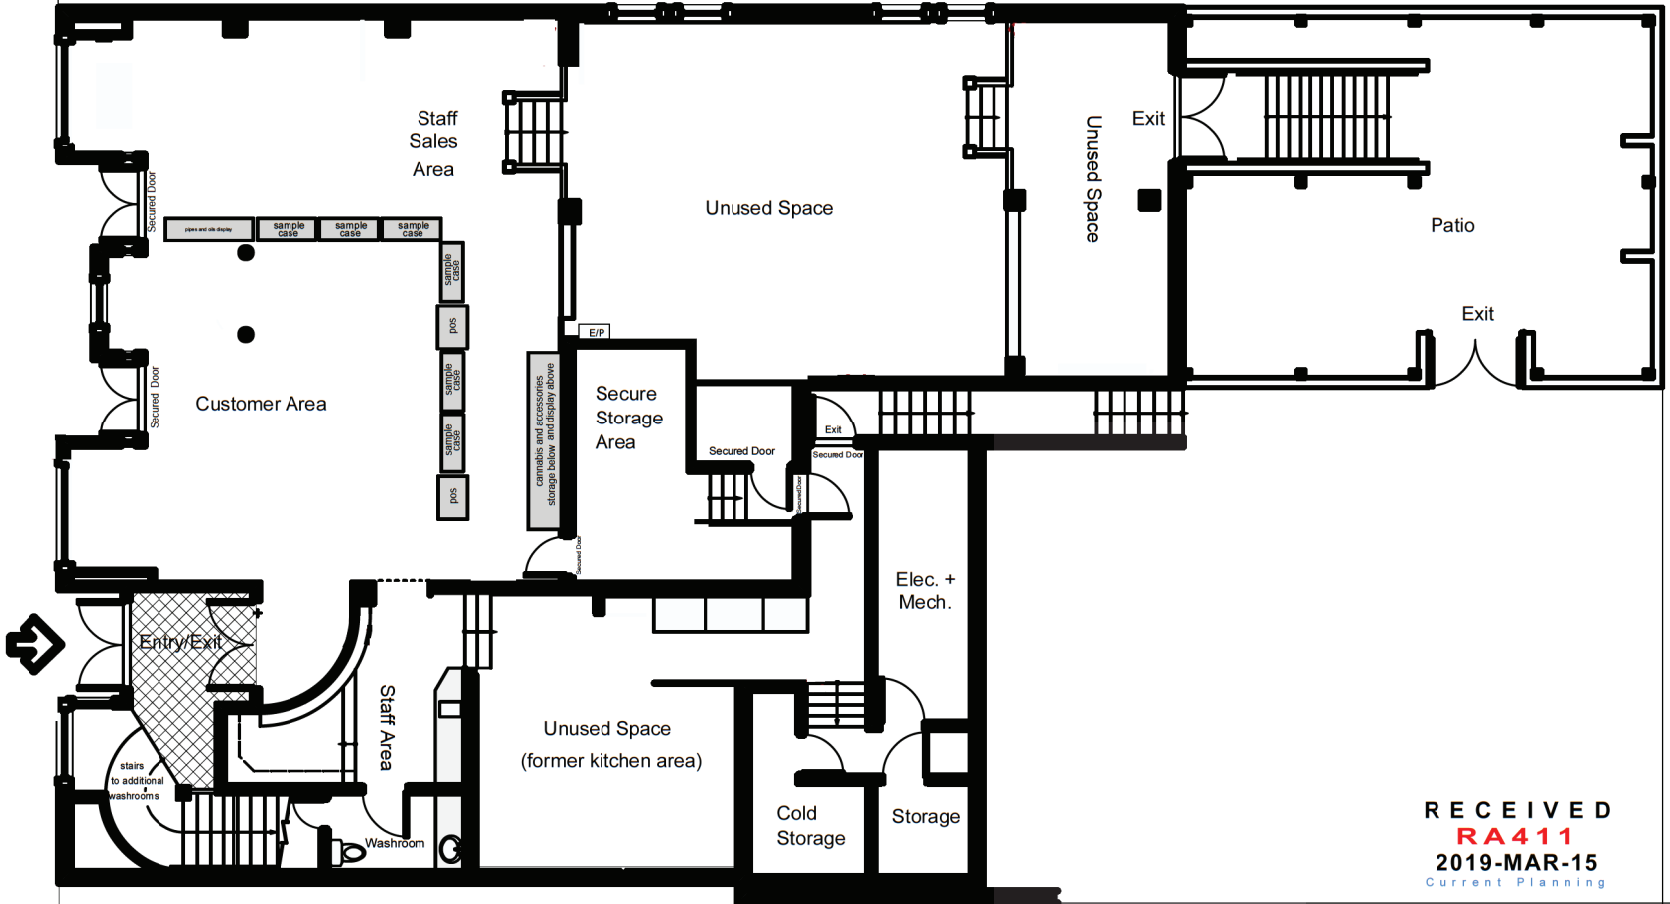 Staff
Sales
Area
Unused Space
Unused Space
Exit
Patio
Exit
Secured Door
pipes and oils display
sample
case
sample
case
sample
case
sample
case
pos
sample
case
sample
case
pos
cannabis and accessories
storage below and display above
E/P
Secured Door
Customer Area
Secure
Storage
Area
Secured Door
Exit
Secured Door
Secured Door
Secured Door
Elec. +
Mech.
Entry/Exit
Staff Area
Unused Space
(former kitchen area)
stairs
to additional
washrooms
Washroom
Cold
Storage
Storage
RECEIVED
RA411
2019-MAR-15
Current Planning